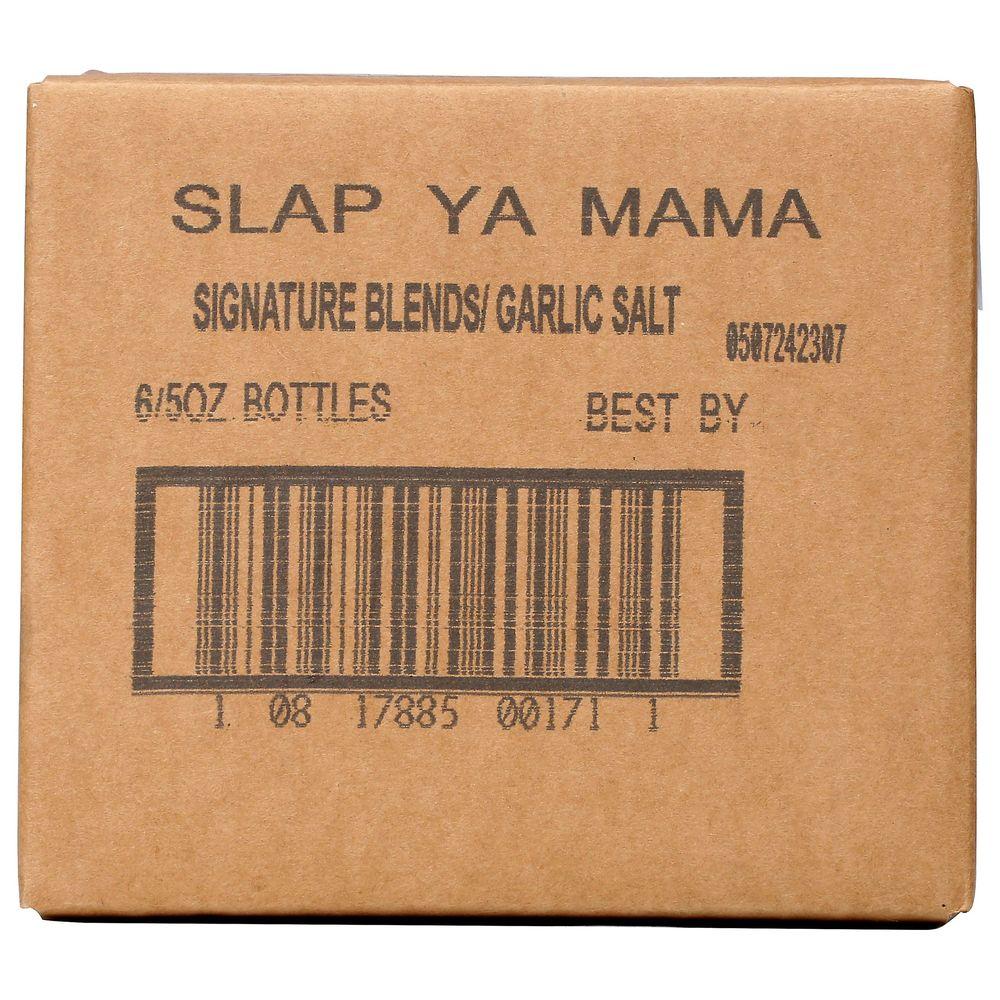 SLAP YA MAMA
SIGNATURE BLENDS/ GARLIC SALT
0507242307
6/5OZ BOTTLES
BEST BY
1 08 17885 00171 1